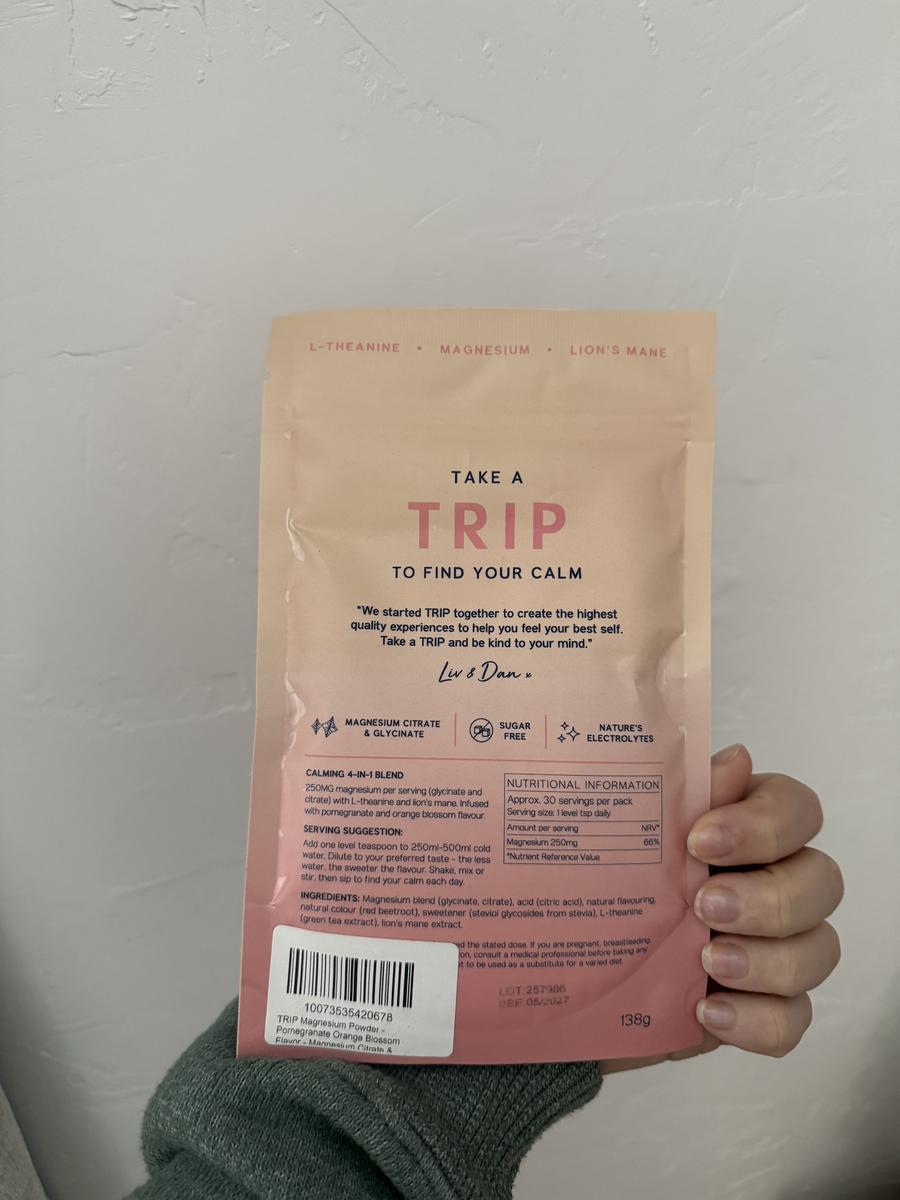 L-THEANINE • MAGNESIUM • LION'S MANE
TAKE A
TRIP
TO FIND YOUR CALM
"We started TRIP together to create the highest
quality experiences to help you feel your best self.
Take a TRIP and be kind to your mind."
Liv & Dan x
MAGNESIUM CITRATE
& GLYCINATE
SUGAR
FREE
NATURE'S
ELECTROLYTES
CALMING 4-IN-1 BLEND
250MG magnesium per serving (glycinate and
citrate) with L-theanine and lion's mane. Infused
with pomegranate and orange blossom flavour.
SERVING SUGGESTION:
Add one level teaspoon to 250ml-500ml cold
water. Dilute to your preferred taste - the less
water, the sweeter the flavour. Shake, mix or
stir, then sip to find your calm each day.
NUTRITIONAL INFORMATION
Approx. 30 servings per pack
Serving size: 1 level tsp daily
Amount per serving NRV*
Magnesium 250mg 66%
*Nutrient Reference Value
INGREDIENTS: Magnesium blend (glycinate, citrate), acid (citric acid), natural flavouring,
natural colour (red beetroot), sweetener (steviol glycosides from stevia), L-theanine
(green tea extract), lion's mane extract.
the stated dose. If you are pregnant, breastfeeding
consult a medical professional before taking any
to be used as a substitute for a varied diet
LOT:257986
BBE:05/2027
138g
10073535420678
TRIP Magnesium Powder -
Pomegranate Orange Blossom
Flavor - Magnesium Citrate &